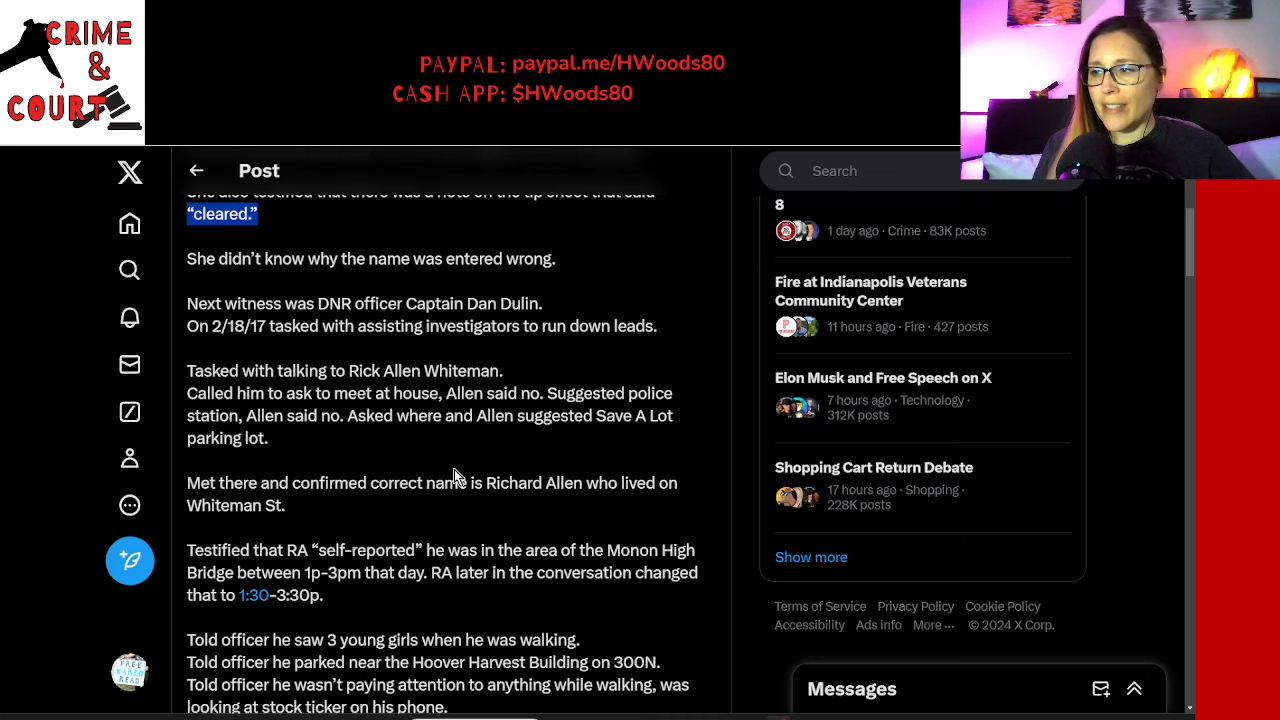 CRIME
&
COURT
PAYPAL: paypal.me/HWoods80
CASH APP: $HWoods80
Post
Search
“cleared.”
She didn’t know why the name was entered wrong.
Next witness was DNR officer Captain Dan Dulin.
On 2/18/17 tasked with assisting investigators to run down leads.
Tasked with talking to Rick Allen Whiteman.
Called him to ask to meet at house, Allen said no. Suggested police
station, Allen said no. Asked where and Allen suggested Save A Lot
parking lot.
Met there and confirmed correct name is Richard Allen who lived on
Whiteman St.
Testified that RA “self-reported” he was in the area of the Monon High
Bridge between 1p-3pm that day. RA later in the conversation changed
that to 1:30-3:30p.
Told officer he saw 3 young girls when he was walking.
Told officer he parked near the Hoover Harvest Building on 300N.
Told officer he wasn’t paying attention to anything while walking, was
looking at stock ticker on his phone.
8
1 day ago · Crime · 83K posts
Fire at Indianapolis Veterans
Community Center
11 hours ago · Fire · 427 posts
Elon Musk and Free Speech on X
7 hours ago · Technology ·
312K posts
Shopping Cart Return Debate
17 hours ago · Shopping ·
228K posts
Show more
Terms of Service Privacy Policy Cookie Policy
Accessibility Ads info More ··· © 2024 X Corp.
Messages
FREE
KAREN
READ